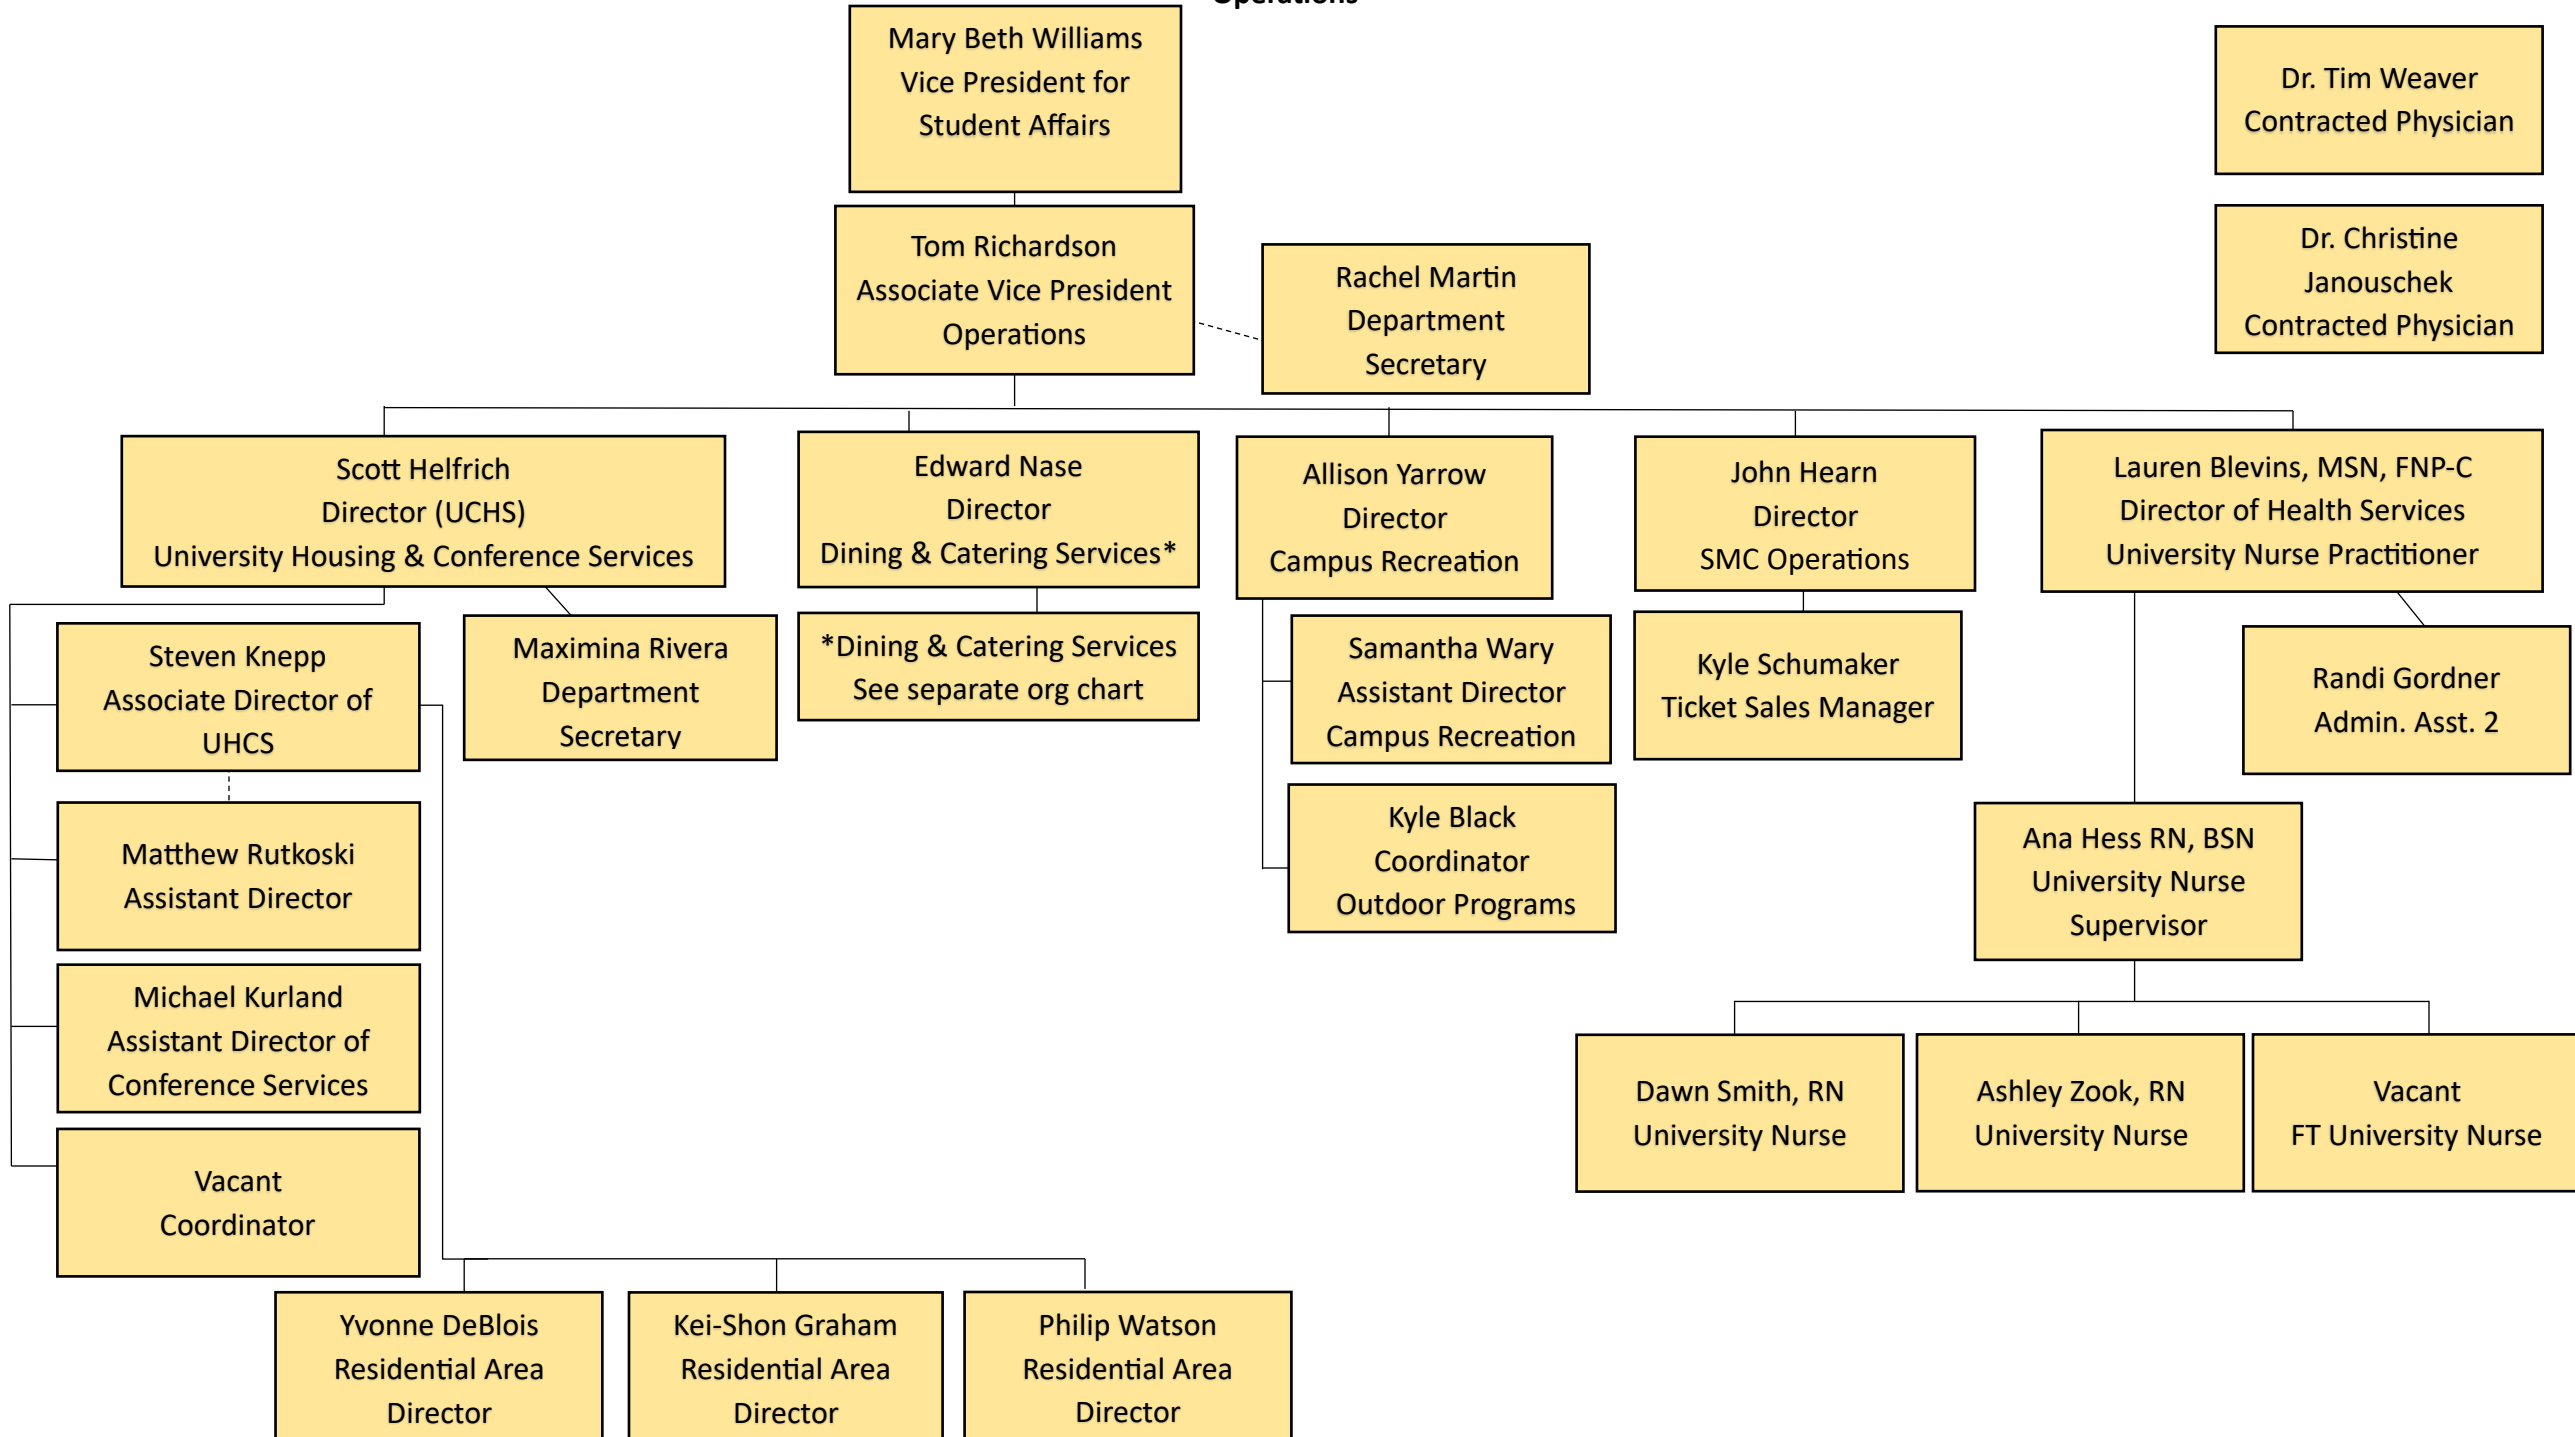 Operations
Mary Beth Williams
Vice President for
Student Affairs
Dr. Tim Weaver
Contracted Physician
Tom Richardson
Associate Vice President
Operations
Rachel Martin
Department
Secretary
Dr. Christine
Janouschek
Contracted Physician
Scott Helfrich
Director (UCHS)
University Housing & Conference Services
Edward Nase
Director
Dining & Catering Services*
Allison Yarrow
Director
Campus Recreation
John Hearn
Director
SMC Operations
Lauren Blevins, MSN, FNP-C
Director of Health Services
University Nurse Practitioner
Steven Knepp
Associate Director of
UHCS
Maximina Rivera
Department
Secretary
*Dining & Catering Services
See separate org chart
Samantha Wary
Assistant Director
Campus Recreation
Kyle Schumaker
Ticket Sales Manager
Randi Gordner
Admin. Asst. 2
Matthew Rutkoski
Assistant Director
Kyle Black
Coordinator
Outdoor Programs
Ana Hess RN, BSN
University Nurse
Supervisor
Michael Kurland
Assistant Director of
Conference Services
Dawn Smith, RN
University Nurse
Ashley Zook, RN
University Nurse
Vacant
FT University Nurse
Vacant
Coordinator
Yvonne DeBlois
Residential Area
Director
Kei-Shon Graham
Residential Area
Director
Philip Watson
Residential Area
Director